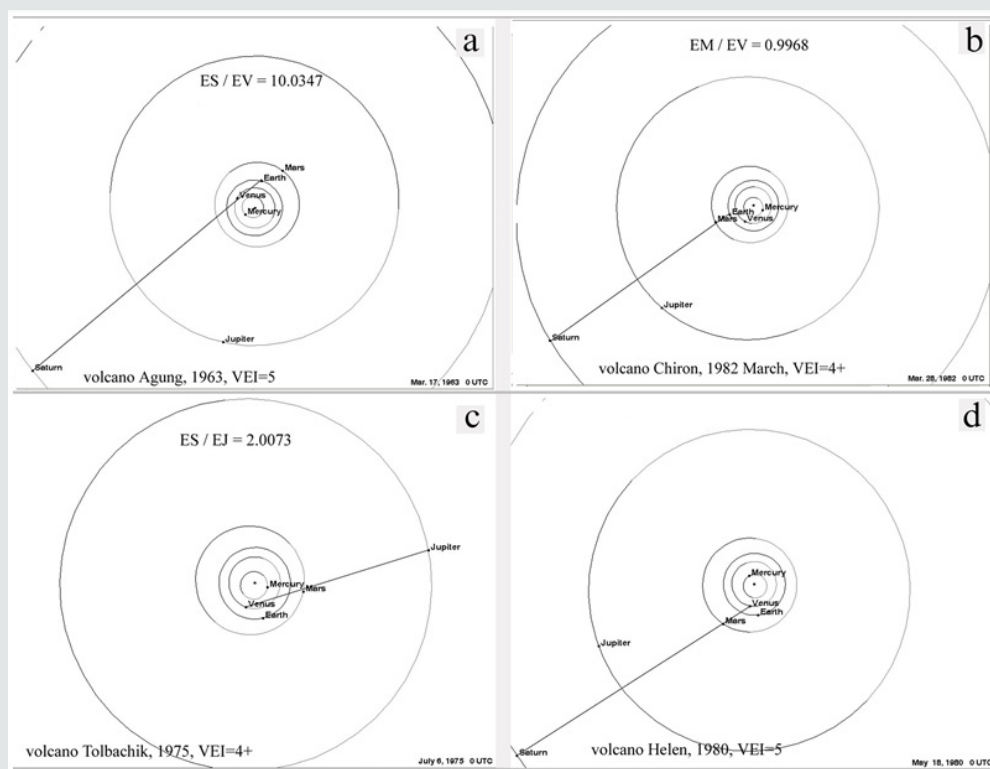 a
ES / EV = 10.0347
Mars
Earth
Venus
Mercury
Jupiter
Saturn
volcano Agung, 1963, VEI=5
Mar. 17, 1963 0 UTC
b
EM / EV = 0.9968
Mercury
Earth
Mars
Venus
Jupiter
Saturn
volcano Chiron, 1982 March, VEI=4+
Mar. 28, 1982 0 UTC
c
ES / EJ = 2.0073
Jupiter
Mercury
Mars
Venus
Earth
volcano Tolbachik, 1975, VEI=4+
July 6, 1975 0 UTC
d
Mercury
Venus
Earth
Mars
Jupiter
Saturn
volcano Helen, 1980, VEI=5
May 18, 1980 0 UTC